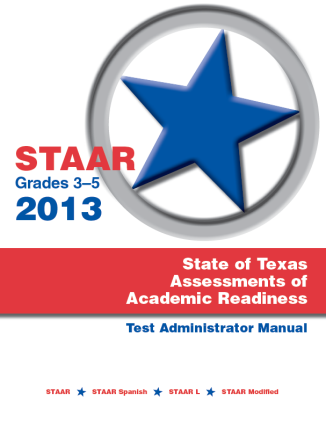 STAAR
Grades 3–5
2013
State of Texas
Assessments of
Academic Readiness
Test Administrator Manual
STAAR ★ STAAR Spanish ★ STAAR L ★ STAAR Modified